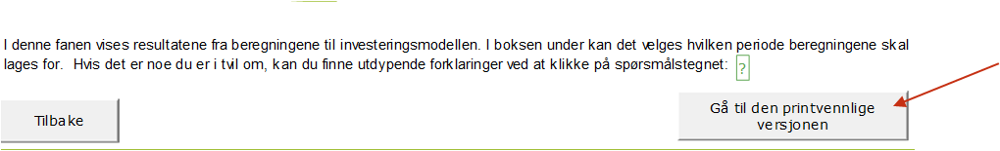 I denne fanen vises resultatene fra beregningene til investeringsmodellen. I boksen under kan det velges hvilken periode beregningene skal
lages for.  Hvis det er noe du er i tvil om, kan du finne utdypende forklaringer ved at klikke på spørsmålstegnet: ?
Tilbake
Gå til den printvennlige
versjonen